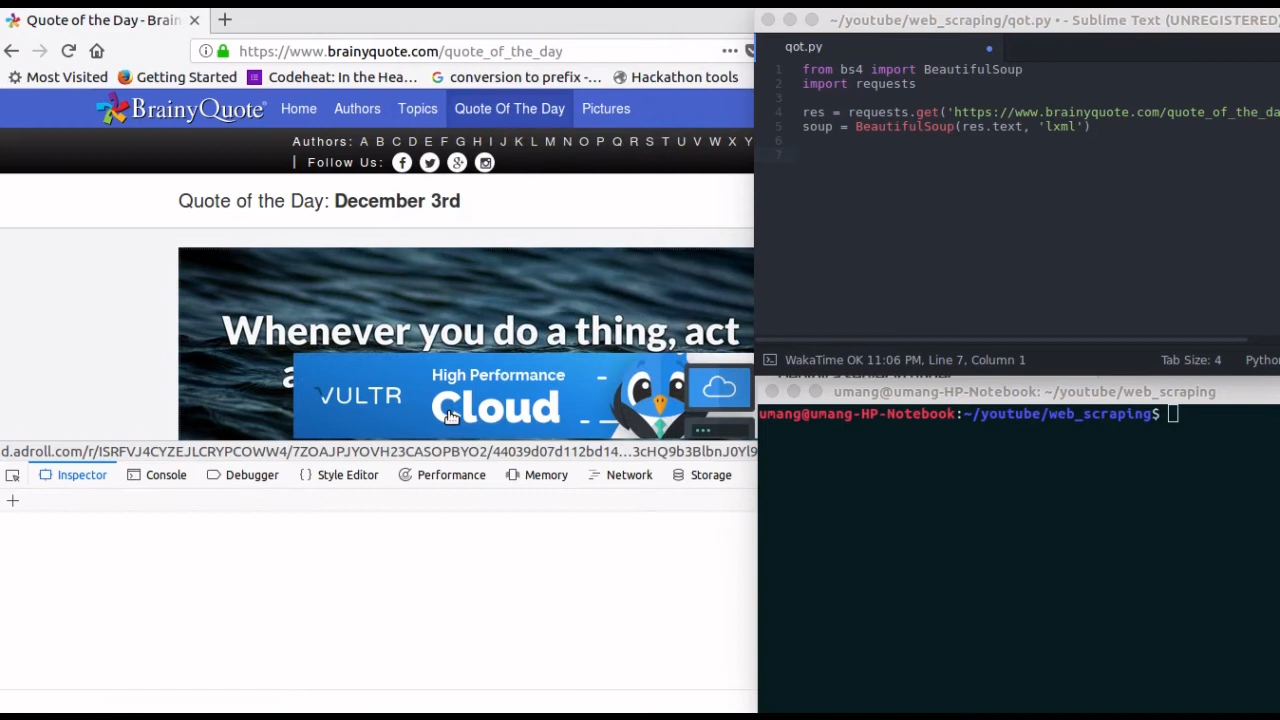 Quote of the Day - Brain
https://www.brainyquote.com/quote_of_the_day
Most Visited Getting Started Codeheat: In the Hea... conversion to prefix -... Hackathon tools
BrainyQuote Home Authors Topics Quote Of The Day Pictures
Authors: A B C D E F G H I J K L M N O P Q R S T U V W X Y
| Follow Us:
Quote of the Day: December 3rd
Whenever you do a thing, act
a
VULTR
High Performance
Cloud
d.adroll.com/r/ISRFVJ4CYZEJLCRYPCOWW4/7ZOAJPJYOVH23CASOPBYO2/44039d07d112bd14...3cHQ9b3BlbnJ0Yl9
Inspector Console Debugger Style Editor Performance Memory Network Storage
~/youtube/web_scraping/qot.py • - Sublime Text (UNREGISTERED)
qot.py
1 from bs4 import BeautifulSoup
2 import requests
3
4 res = requests.get('https://www.brainyquote.com/quote_of_the_da
5 soup = BeautifulSoup(res.text, 'lxml')
6
7
WakaTime OK 11:06 PM, Line 7, Column 1 Tab Size: 4 Python
umang@umang-HP-Notebook: ~/youtube/web_scraping
umang@umang-HP-Notebook:~/youtube/web_scraping$